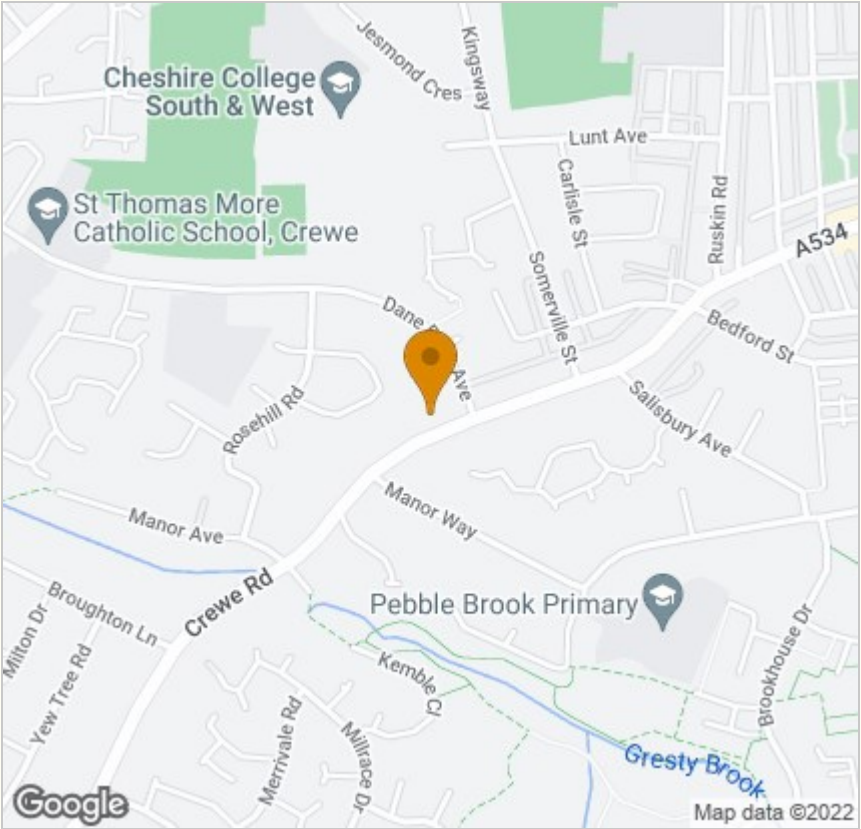 Jesmond Cres
Kingsway
Cheshire College
South & West
Lunt Ave
Carlisle St
Ruskin Rd
St Thomas More
Catholic School, Crewe
A534
Somerville St
Dane
Ave
Bedford St
Salisbury Ave
Rosehill Rd
Manor Way
Manor Ave
Crewe Rd
Broughton Ln
Pebble Brook Primary
Milton Dr
Yew Tree Rd
Kemble Cl
Brookhouse Dr
Merrivale Rd
Millrace Dr
Gresty Brook
Google
Map data ©2022